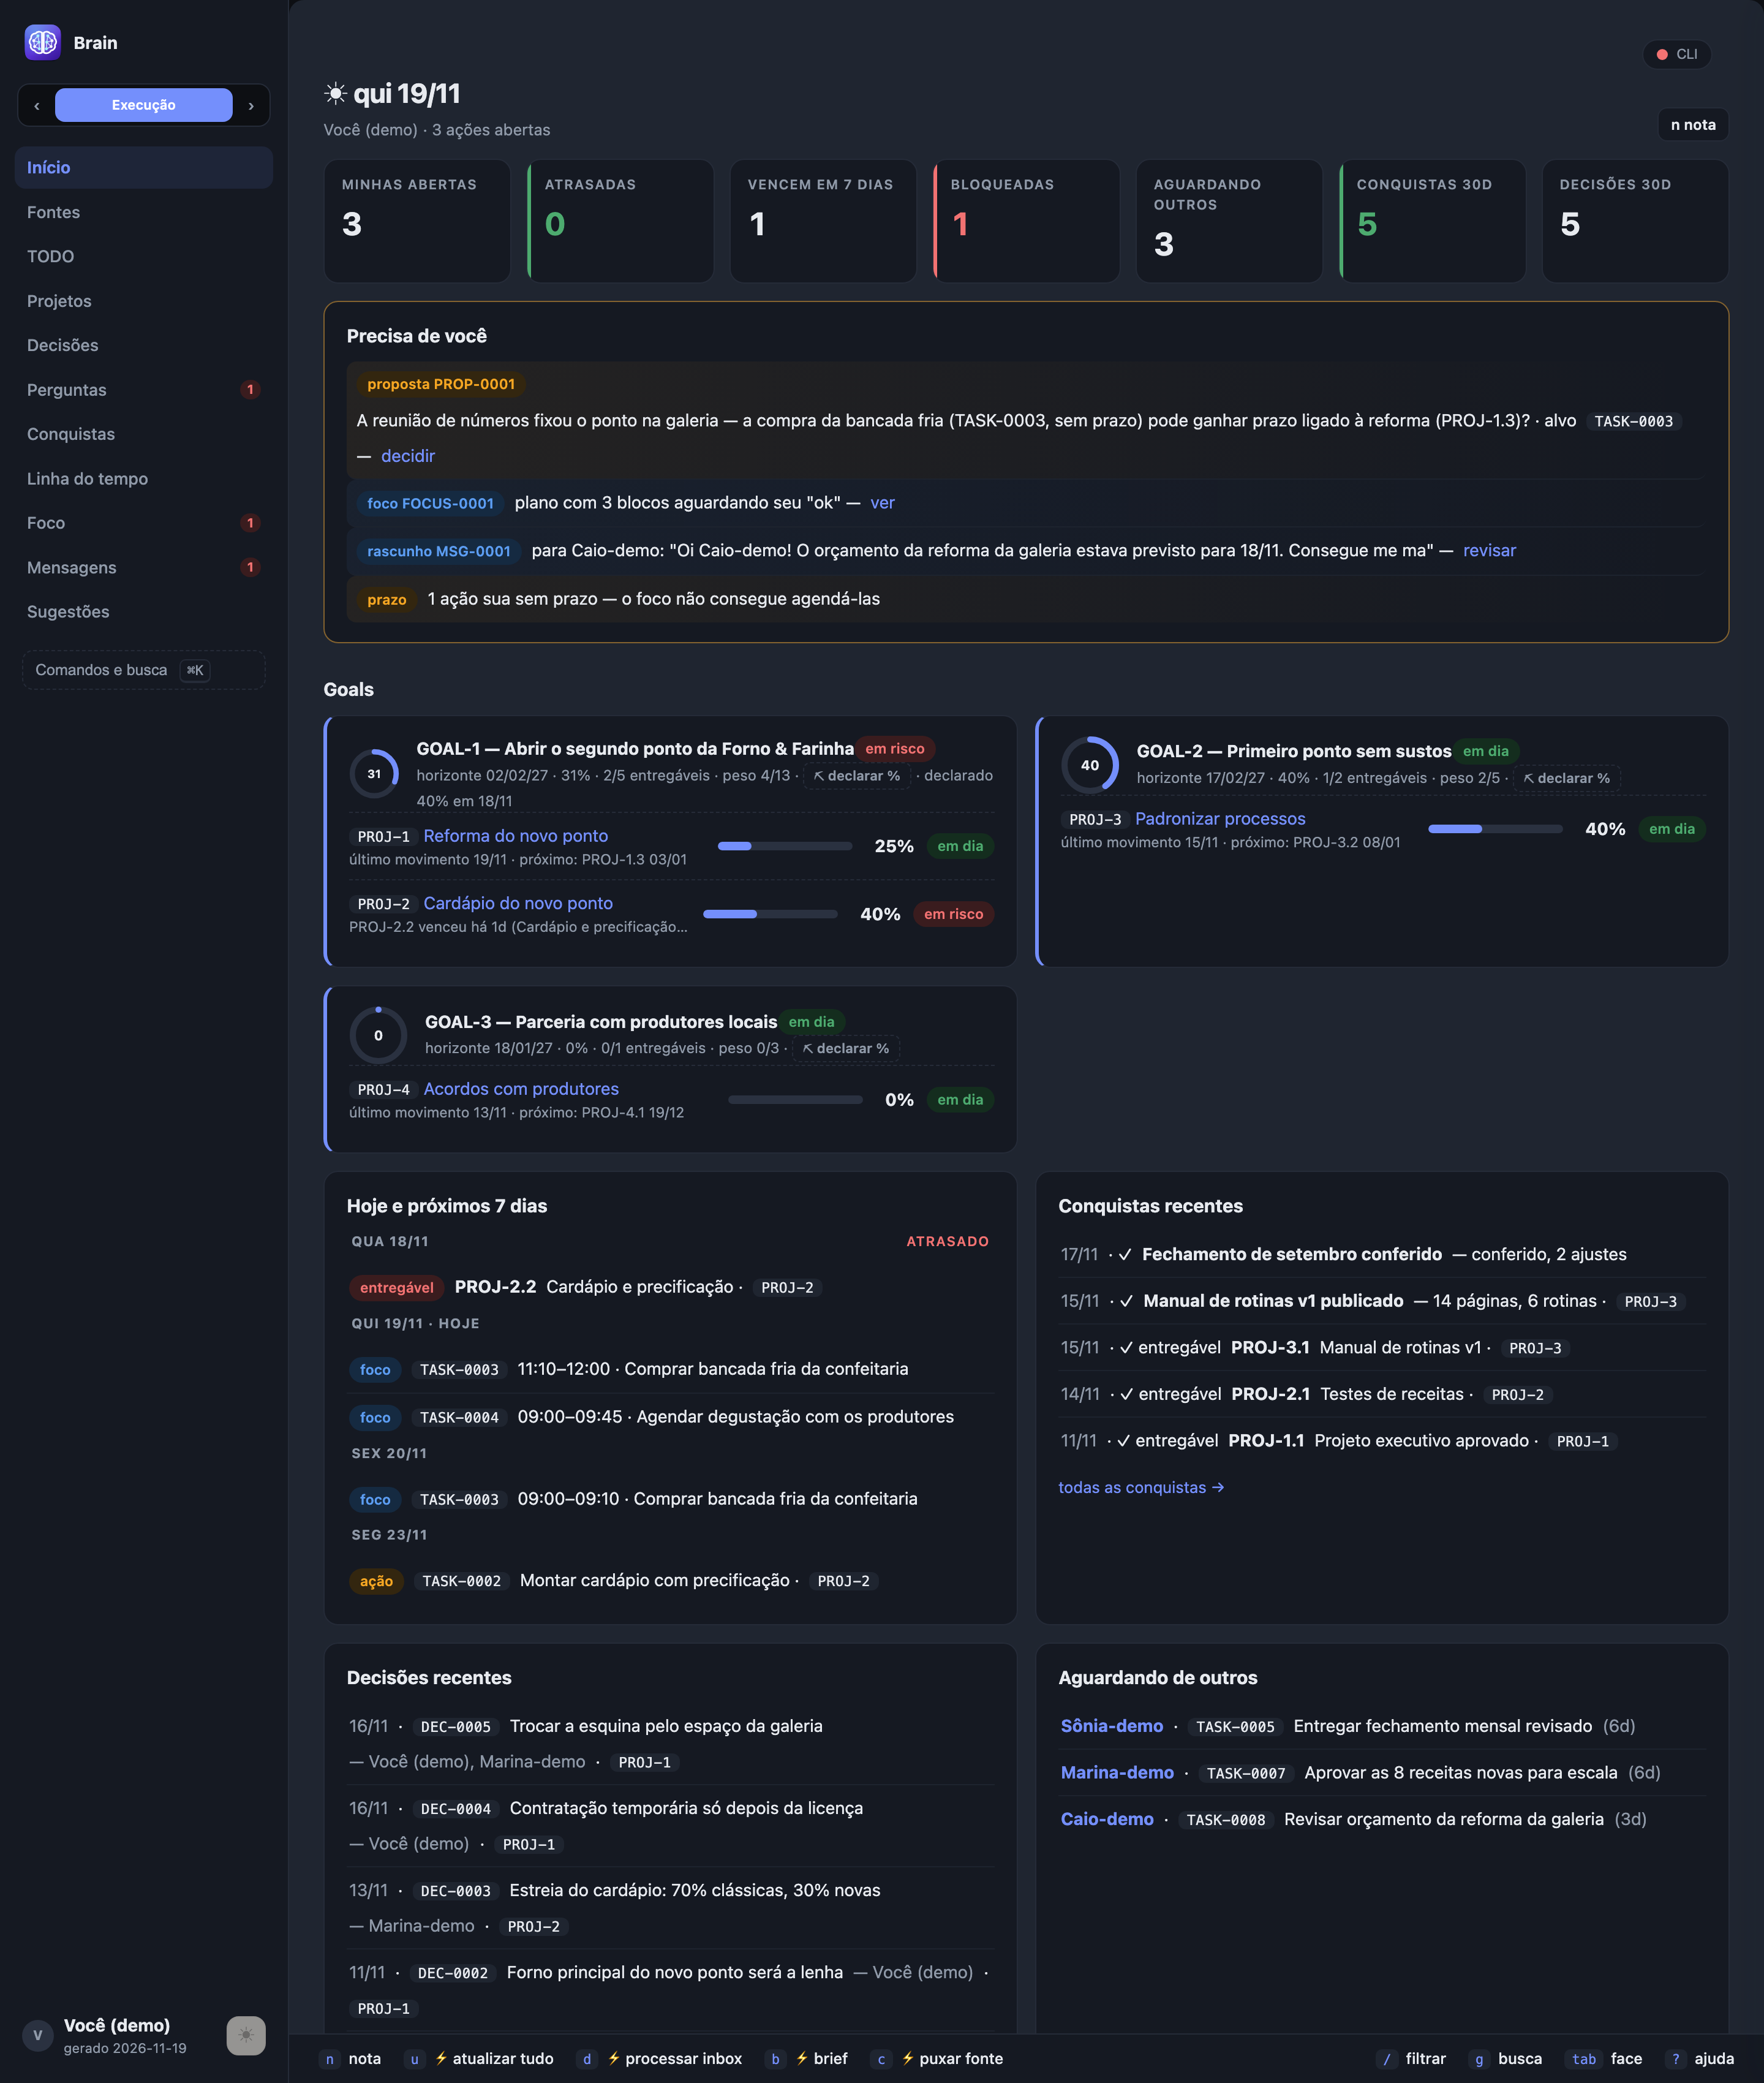 Brain
‹ Execução ›
Início
Fontes
TODO
Projetos
Decisões
Perguntas 1
Conquistas
Linha do tempo
Foco 1
Mensagens 1
Sugestões
Comandos e busca ⌘K
V
Você (demo)
gerado 2026-11-19
CLI
☀ qui 19/11
Você (demo) · 3 ações abertas
n nota
MINHAS ABERTAS
3
ATRASADAS
0
VENCEM EM 7 DIAS
1
BLOQUEADAS
1
AGUARDANDO
OUTROS
3
CONQUISTAS 30D
5
DECISÕES 30D
5
Precisa de você
proposta PROP-0001
A reunião de números fixou o ponto na galeria — a compra da bancada fria (TASK-0003, sem prazo) pode ganhar prazo ligado à reforma (PROJ-1.3)? · alvo TASK-0003
— decidir
foco FOCUS-0001 plano com 3 blocos aguardando seu "ok" — ver
rascunho MSG-0001 para Caio-demo: "Oi Caio-demo! O orçamento da reforma da galeria estava previsto para 18/11. Consegue me ma" — revisar
prazo 1 ação sua sem prazo — o foco não consegue agendá-las
Goals
31
GOAL-1 — Abrir o segundo ponto da Forno & Farinha em risco
horizonte 02/02/27 · 31% · 2/5 entregáveis · peso 4/13 · ↸ declarar % · declarado
40% em 18/11
PROJ-1 Reforma do novo ponto
último movimento 19/11 · próximo: PROJ-1.3 03/01
25% em dia
PROJ-2 Cardápio do novo ponto
PROJ-2.2 venceu há 1d (Cardápio e precificação...
40% em risco
40
GOAL-2 — Primeiro ponto sem sustos em dia
horizonte 17/02/27 · 40% · 1/2 entregáveis · peso 2/5 · ↸ declarar %
PROJ-3 Padronizar processos
último movimento 15/11 · próximo: PROJ-3.2 08/01
40% em dia
0
GOAL-3 — Parceria com produtores locais em dia
horizonte 18/01/27 · 0% · 0/1 entregáveis · peso 0/3 · ↸ declarar %
PROJ-4 Acordos com produtores
último movimento 13/11 · próximo: PROJ-4.1 19/12
0% em dia
Hoje e próximos 7 dias
QUA 18/11 ATRASADO
entregável PROJ-2.2 Cardápio e precificação · PROJ-2
QUI 19/11 · HOJE
foco TASK-0003 11:10–12:00 · Comprar bancada fria da confeitaria
foco TASK-0004 09:00–09:45 · Agendar degustação com os produtores
SEX 20/11
foco TASK-0003 09:00–09:10 · Comprar bancada fria da confeitaria
SEG 23/11
ação TASK-0002 Montar cardápio com precificação · PROJ-2
Conquistas recentes
17/11 · ✓ Fechamento de setembro conferido — conferido, 2 ajustes
15/11 · ✓ Manual de rotinas v1 publicado — 14 páginas, 6 rotinas · PROJ-3
15/11 · ✓ entregável PROJ-3.1 Manual de rotinas v1 · PROJ-3
14/11 · ✓ entregável PROJ-2.1 Testes de receitas · PROJ-2
11/11 · ✓ entregável PROJ-1.1 Projeto executivo aprovado · PROJ-1
todas as conquistas →
Decisões recentes
16/11 · DEC-0005 Trocar a esquina pelo espaço da galeria
— Você (demo), Marina-demo · PROJ-1
16/11 · DEC-0004 Contratação temporária só depois da licença
— Você (demo) · PROJ-1
13/11 · DEC-0003 Estreia do cardápio: 70% clássicas, 30% novas
— Marina-demo · PROJ-2
11/11 · DEC-0002 Forno principal do novo ponto será a lenha — Você (demo) ·
PROJ-1
Aguardando de outros
Sônia-demo · TASK-0005 Entregar fechamento mensal revisado (6d)
Marina-demo · TASK-0007 Aprovar as 8 receitas novas para escala (6d)
Caio-demo · TASK-0008 Revisar orçamento da reforma da galeria (3d)
n nota u ⚡ atualizar tudo d ⚡ processar inbox b ⚡ brief c ⚡ puxar fonte / filtrar g busca tab face ? ajuda